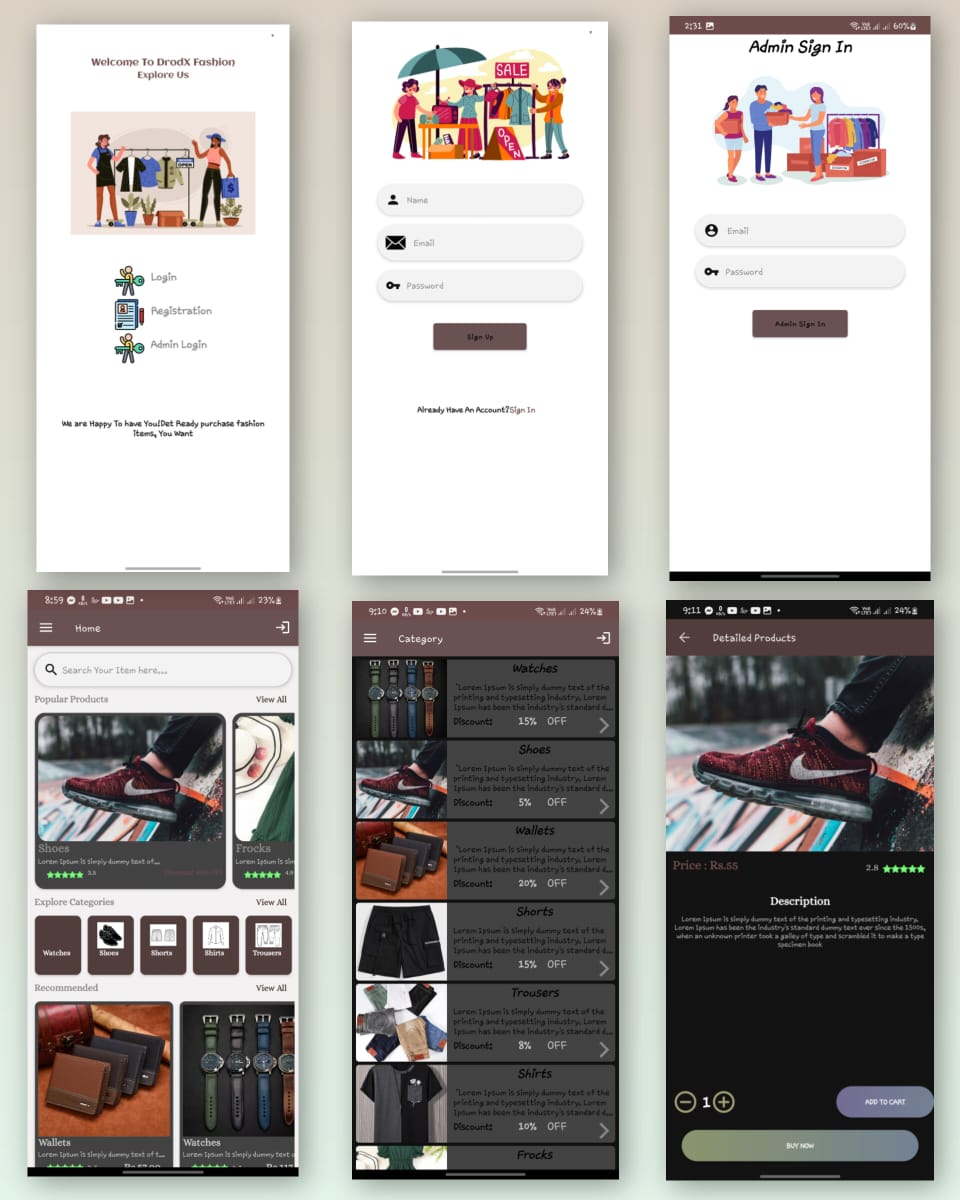 Welcome To DrodX Fashion
Explore Us
OPEN
Login
Registration
Admin Login
We are Happy To have You!Det Ready purchase fashion
items, You Want
SALE
OPEN
Name
Email
Password
Sign Up
Already Have An Account?Sign In
2:31
60%
Admin Sign In
Email
Password
Admin Sign In
8:59
23%
Home
Search Your Item here,,,
Popular Products View All
Shoes
Lorem Ipsum is simply dummy text of...
Frocks
Lorem Ipsum is sim
Explore Categories View All
Watches
Shoes
Shorts
Shirts
Trousers
Recommended View All
Wallets
Lorem Ipsum is simply dummy text of t...
Watches
Lorem Ipsum is simply dummy text of t...
9:10
24%
Category
Watches
"Lorem Ipsum is simply dummy text of the
printing and typesetting industry, Lorem
Ipsum has been the industry's standard d...
Discount: 15% OFF
Shoes
"Lorem Ipsum is simply dummy text of the
printing and typesetting industry, Lorem
Ipsum has been the industry's standard d...
Discount: 5% OFF
Wallets
"Lorem Ipsum is simply dummy text of the
printing and typesetting industry, Lorem
Ipsum has been the industry's standard d...
Discount: 20% OFF
Shorts
"Lorem Ipsum is simply dummy text of the
printing and typesetting industry, Lorem
Ipsum has been the industry's standard d...
Discount: 15% OFF
Trousers
"Lorem Ipsum is simply dummy text of the
printing and typesetting industry, Lorem
Ipsum has been the industry's standard d...
Discount: 8% OFF
Shirts
"Lorem Ipsum is simply dummy text of the
printing and typesetting industry, Lorem
Ipsum has been the industry's standard d...
Discount: 10% OFF
Frocks
9:11
24%
Detailed Products
Price : Rs.55
2.8
Description
Lorem Ipsum is simply dummy text of the printing and typesetting industry,
Lorem Ipsum has been the industry's standard dummy text ever since the 1500s,
when an unknown printer took a galley of type and scrambled it to make a type
specimen book
1
ADD TO CART
BUY NOW